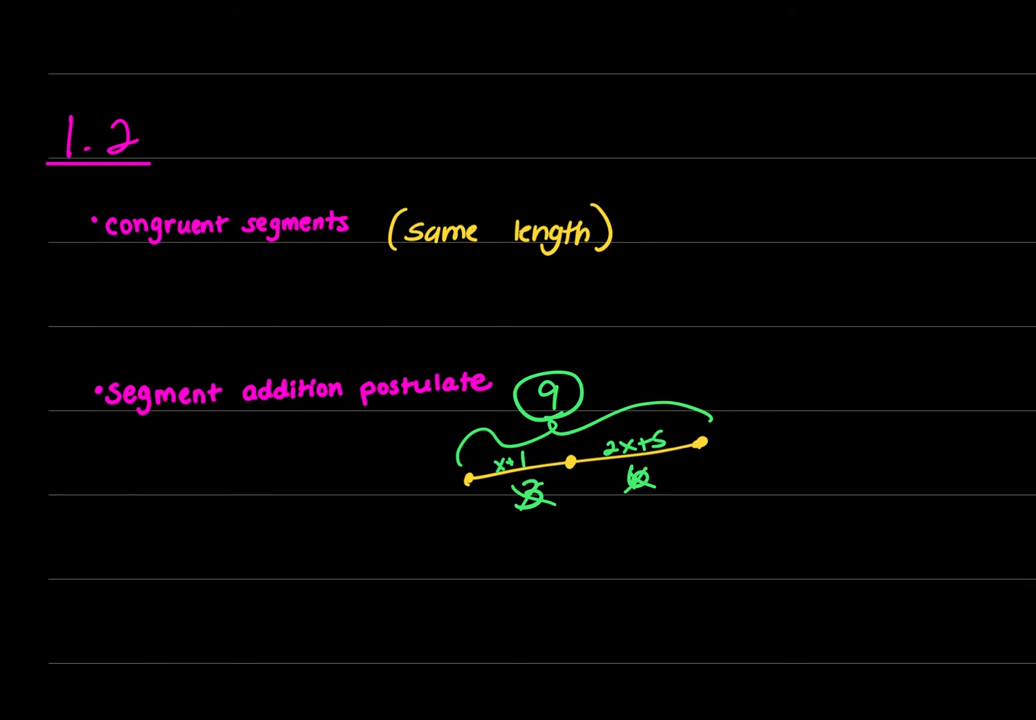 1.2
• congruent segments (same length)
• Segment addition postulate
9
x+1 2x+5